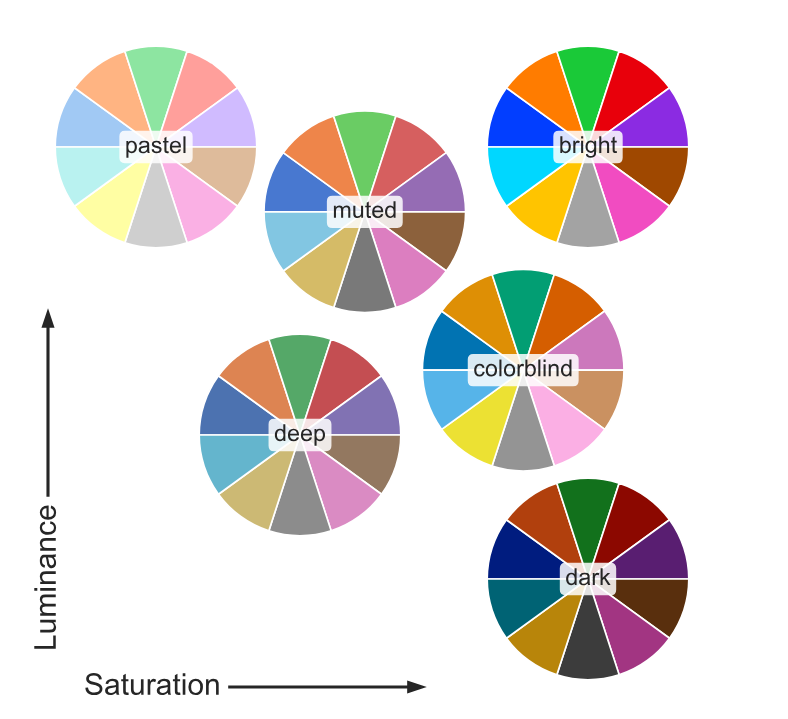 pastel
bright
muted
colorblind
deep
dark
Luminance
Saturation